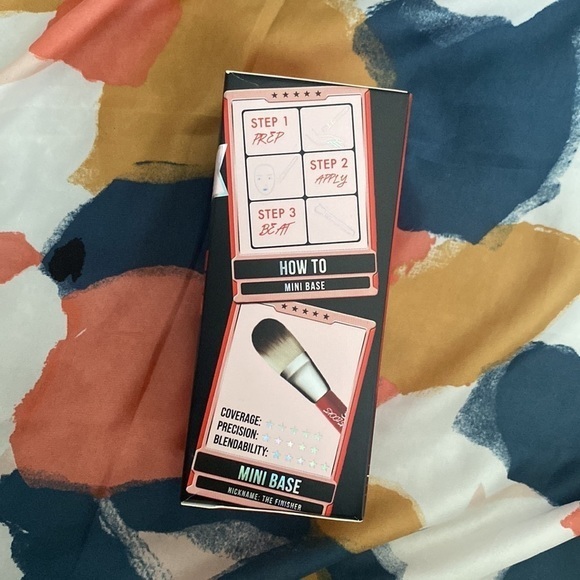 STEP 1
PREP
STEP 2
APPLY
STEP 3
BEAT
HOW TO
MINI BASE
COVERAGE:
PRECISION:
BLENDABILITY:
MINI BASE
NICKNAME: THE FINISHER